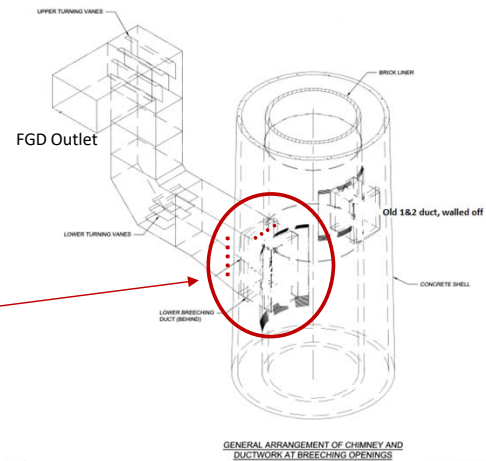 UPPER TURNING VANES
BRICK LINER
FGD Outlet
Old 1&2 duct, walled off
LOWER TURNING VANES
CONCRETE SHELL
LOWER BREECHING
DUCT (BEHIND)
GENERAL ARRANGEMENT OF CHIMNEY AND
DUCTWORK AT BREECHING OPENINGS